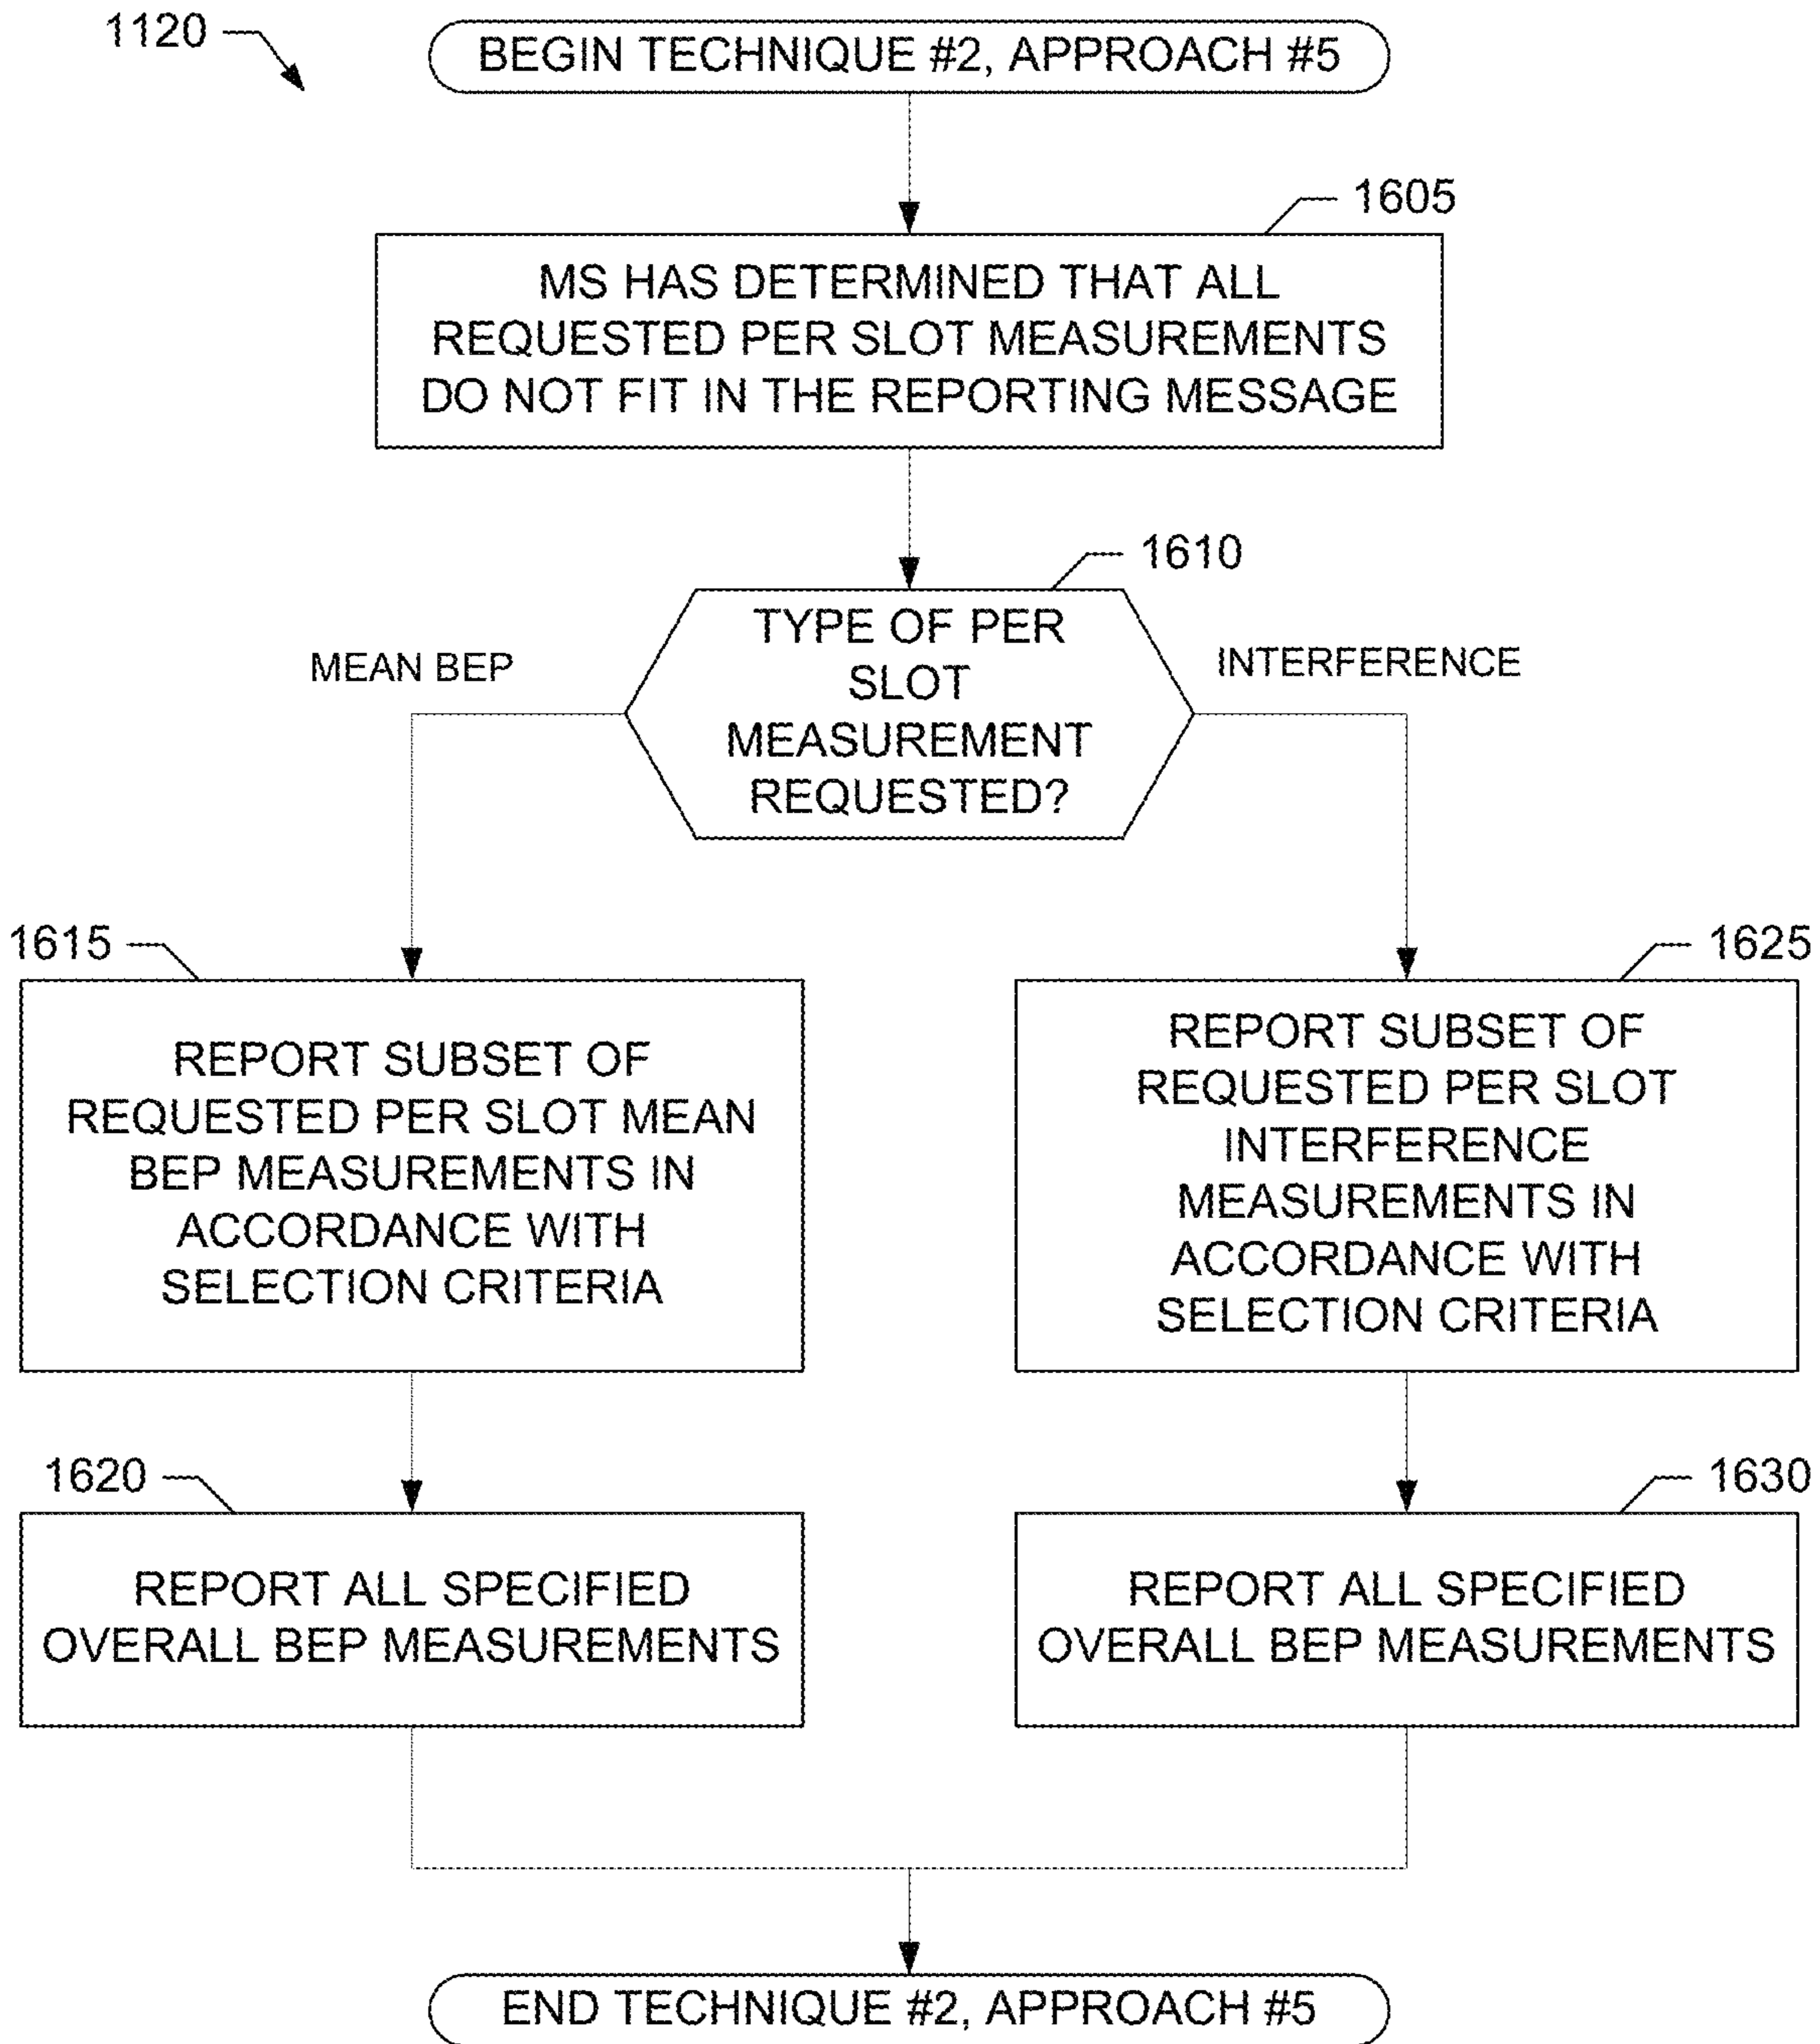 1120
BEGIN TECHNIQUE #2, APPROACH #5
1605
MS HAS DETERMINED THAT ALL
REQUESTED PER SLOT MEASUREMENTS
DO NOT FIT IN THE REPORTING MESSAGE
1610
TYPE OF PER
SLOT
MEASUREMENT
REQUESTED?
MEAN BEP
INTERFERENCE
1615
REPORT SUBSET OF
REQUESTED PER SLOT MEAN
BEP MEASUREMENTS IN
ACCORDANCE WITH
SELECTION CRITERIA
1625
REPORT SUBSET OF
REQUESTED PER SLOT
INTERFERENCE
MEASUREMENTS IN
ACCORDANCE WITH
SELECTION CRITERIA
1620
REPORT ALL SPECIFIED
OVERALL BEP MEASUREMENTS
1630
REPORT ALL SPECIFIED
OVERALL BEP MEASUREMENTS
END TECHNIQUE #2, APPROACH #5